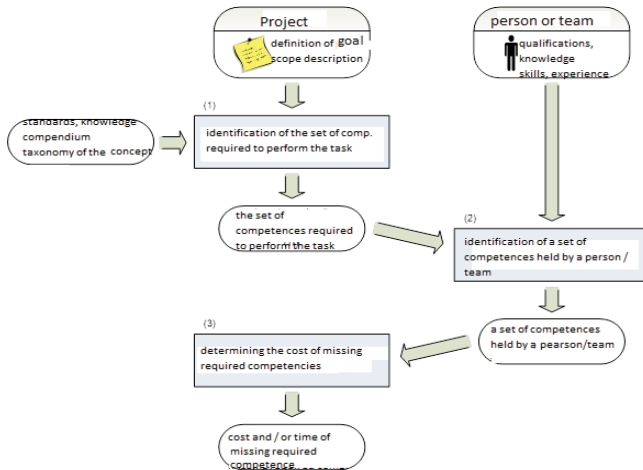 Project
definition of goal
scope description
person or team
qualifications,
knowledge
skills, experience
(1)
standards, knowledge
compendium
taxonomy of the concept
identification of the set of comp.
required to perform the task
the set of
competences required
to perform the task
(2)
identification of a set of
competences held by a person /
team
(3)
determining the cost of missing
required competencies
a set of competences
held by a pearson/team
cost and / or time of
missing required
competence